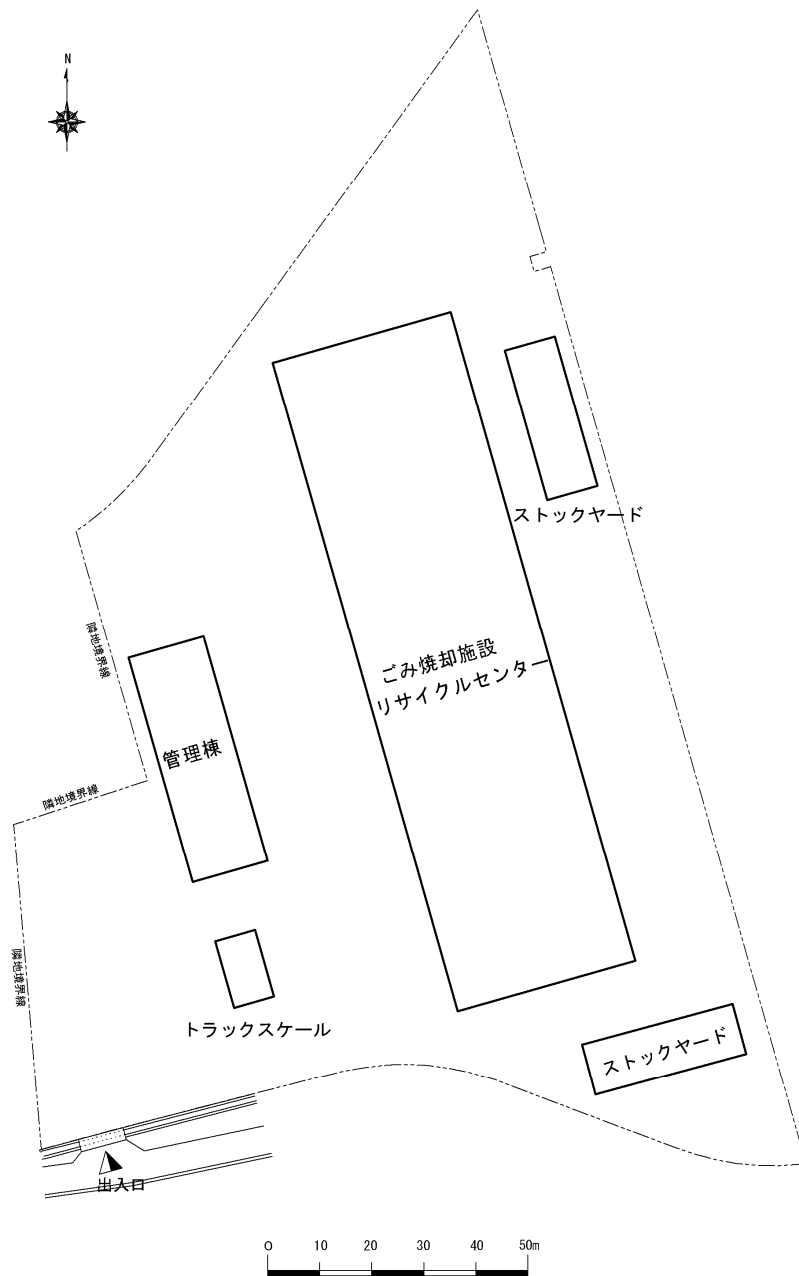 N
ストックヤード
隣地境界線
ごみ焼却施設
リサイクルセンター
管理棟
隣地境界線
隣地境界線
トラックスケール
ストックヤード
出入口
0 10 20 30 40 50m